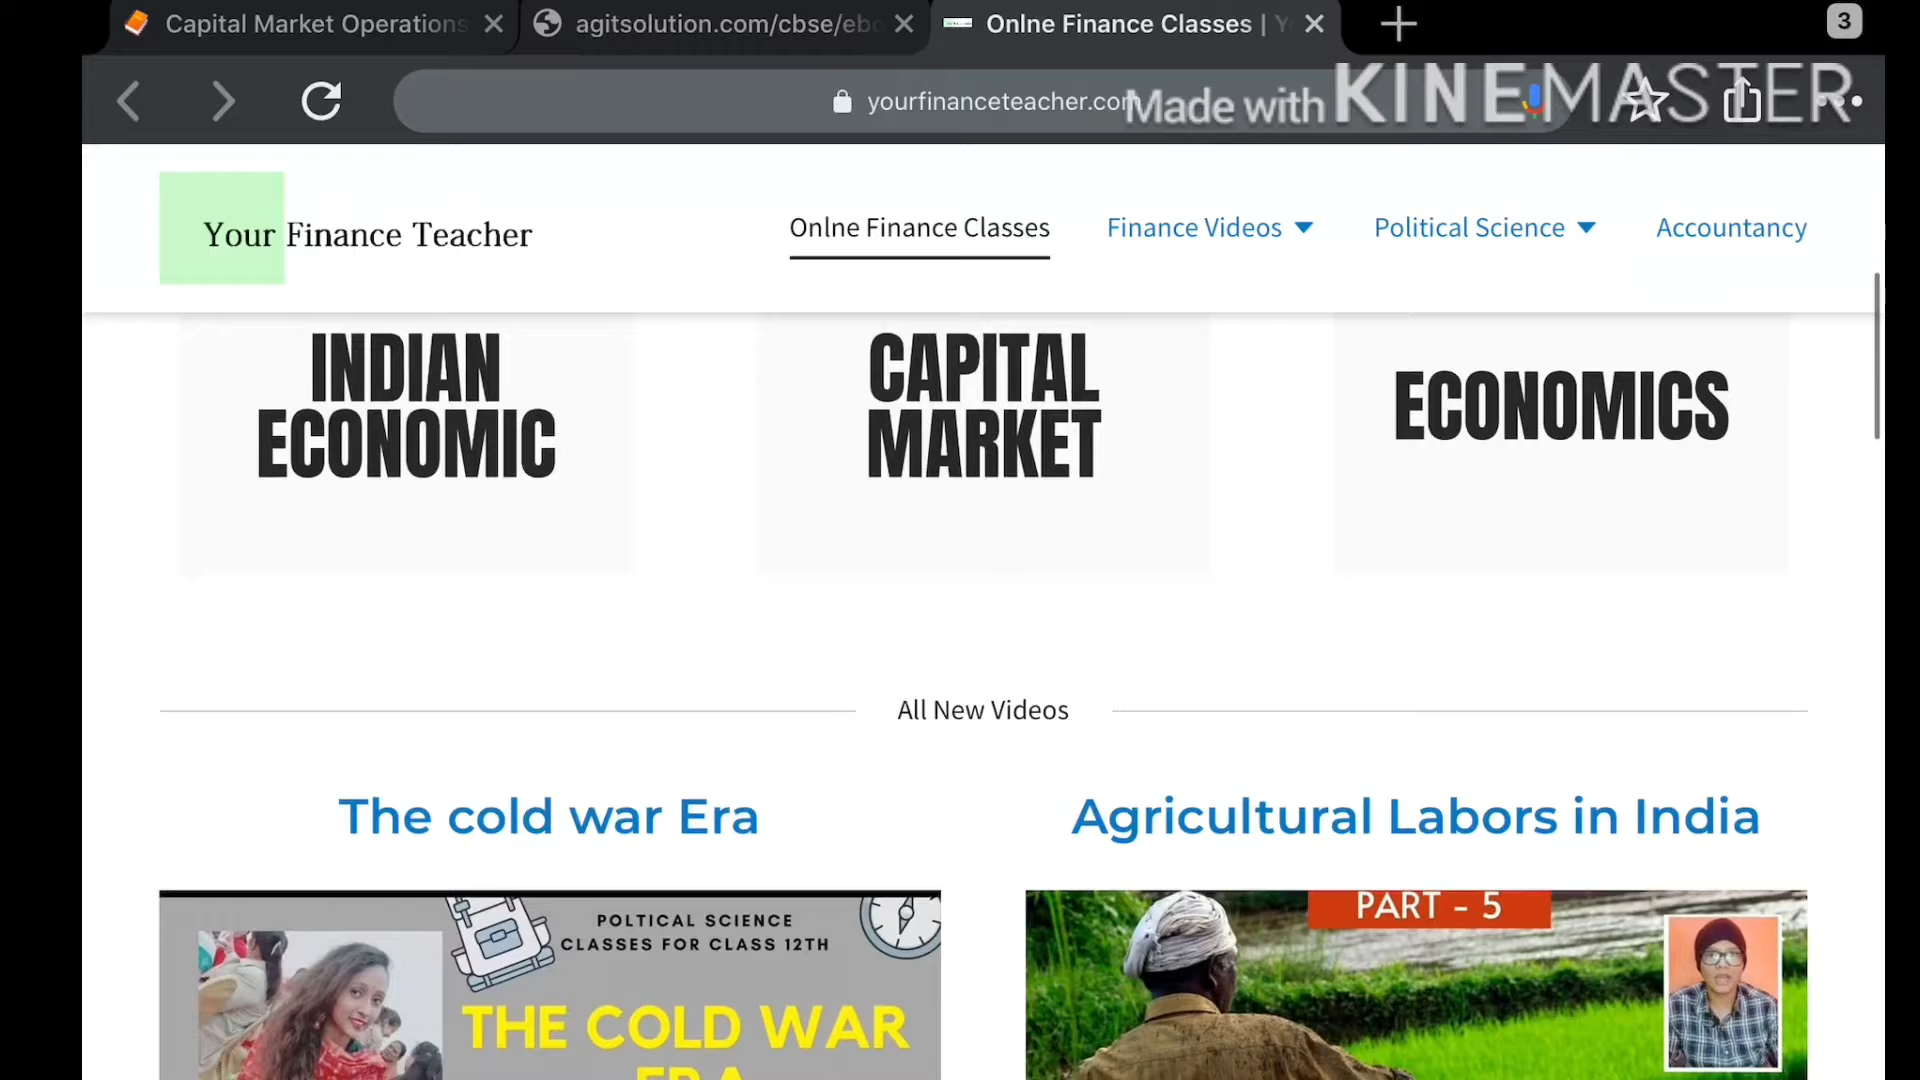 Capital Market Operations
agitsolution.com/cbse/ebo
Onlne Finance Classes | Y
3
yourfinanceteacher.com
Made with KINEMASTER
Your Finance Teacher
Onlne Finance Classes
Finance Videos
Political Science
Accountancy
INDIAN
ECONOMIC
CAPITAL
MARKET
ECONOMICS
All New Videos
The cold war Era
Agricultural Labors in India
POLTICAL SCIENCE
CLASSES FOR CLASS 12TH
THE COLD WAR
ERA
PART - 5